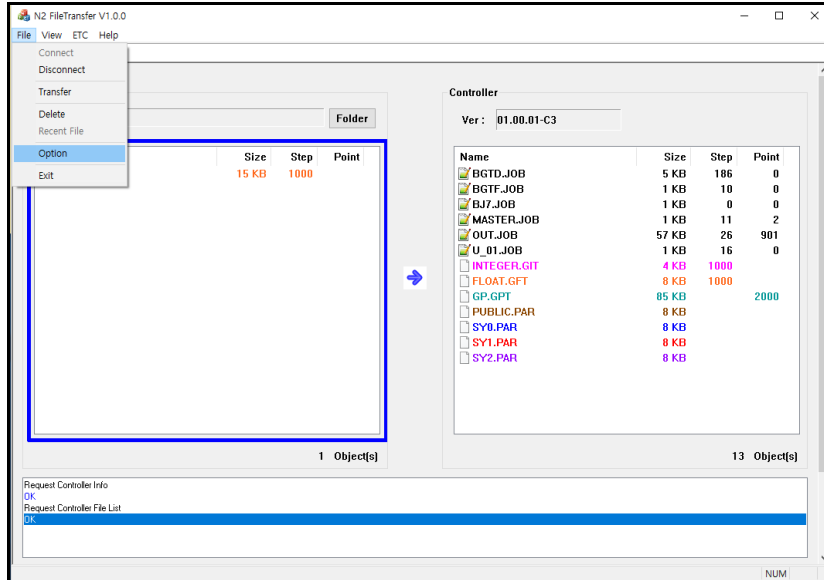 N2 FileTransfer V1.0.0
File View ETC Help
Connect
Disconnect
Transfer
Delete
Recent File
Option
Exit
Folder
Size Step Point
15 KB 1000
1 Object(s)
Controller
Ver : 01.00.01-C3
Name Size Step Point
BGTD.JOB 5 KB 186 0
BGTF.JOB 1 KB 10 0
BJ7.JOB 1 KB 0 0
MASTER.JOB 1 KB 11 2
OUT.JOB 57 KB 26 901
U_01.JOB 1 KB 16 0
INTEGER.GIT 4 KB 1000
FLOAT.GFT 8 KB 1000
GP.GPT 85 KB 2000
PUBLIC.PAR 8 KB
SY0.PAR 8 KB
SY1.PAR 8 KB
SY2.PAR 8 KB
13 Object(s)
Request Controller Info
OK
Request Controller File List
OK
NUM